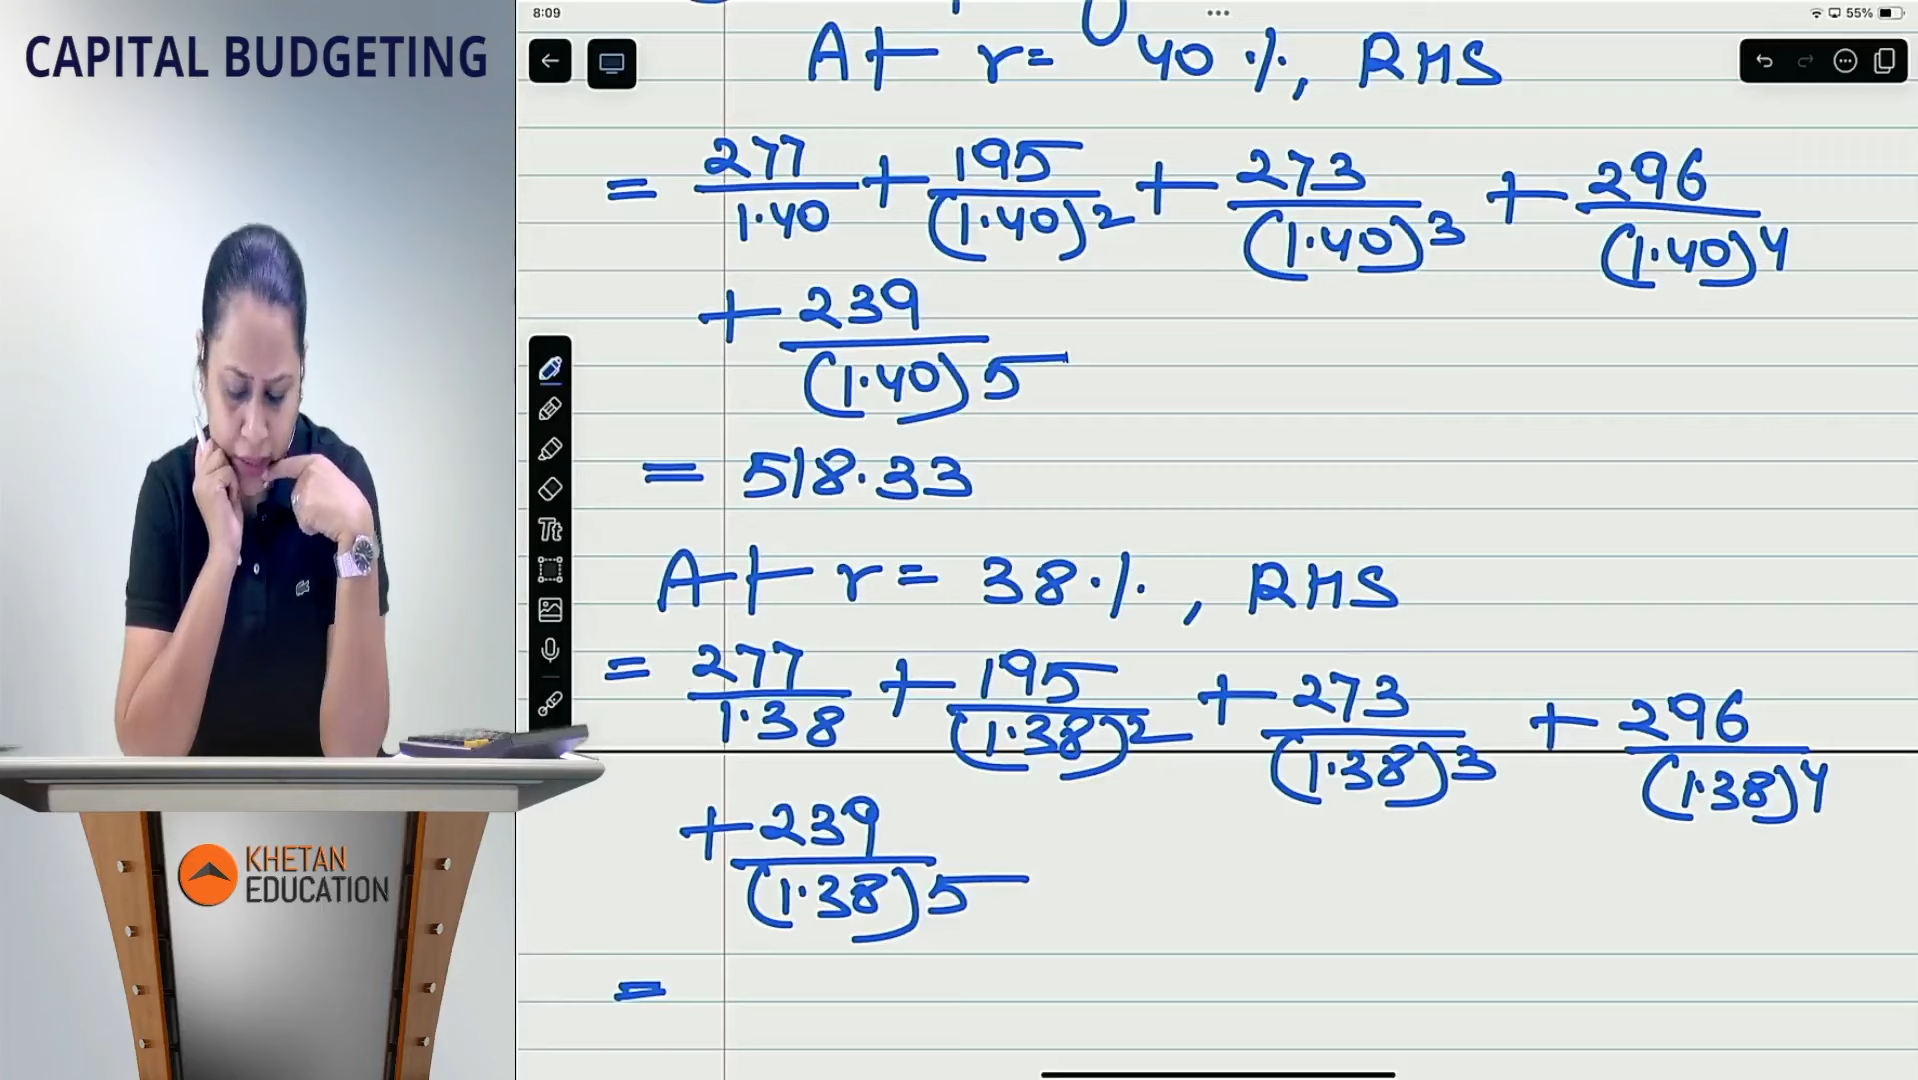 CAPITAL BUDGETING
8:09
55%
At r = 40 %, RHS
= 277/1.40 + 195/(1.40)2 + 273/(1.40)3 + 296/(1.40)4
+ 239/(1.40)5
= 518.33
At r = 38 %, RHS
= 277/1.38 + 195/(1.38)2 + 273/(1.38)3 + 296/(1.38)4
+ 239/(1.38)5
=
Tt
KHETAN
EDUCATION